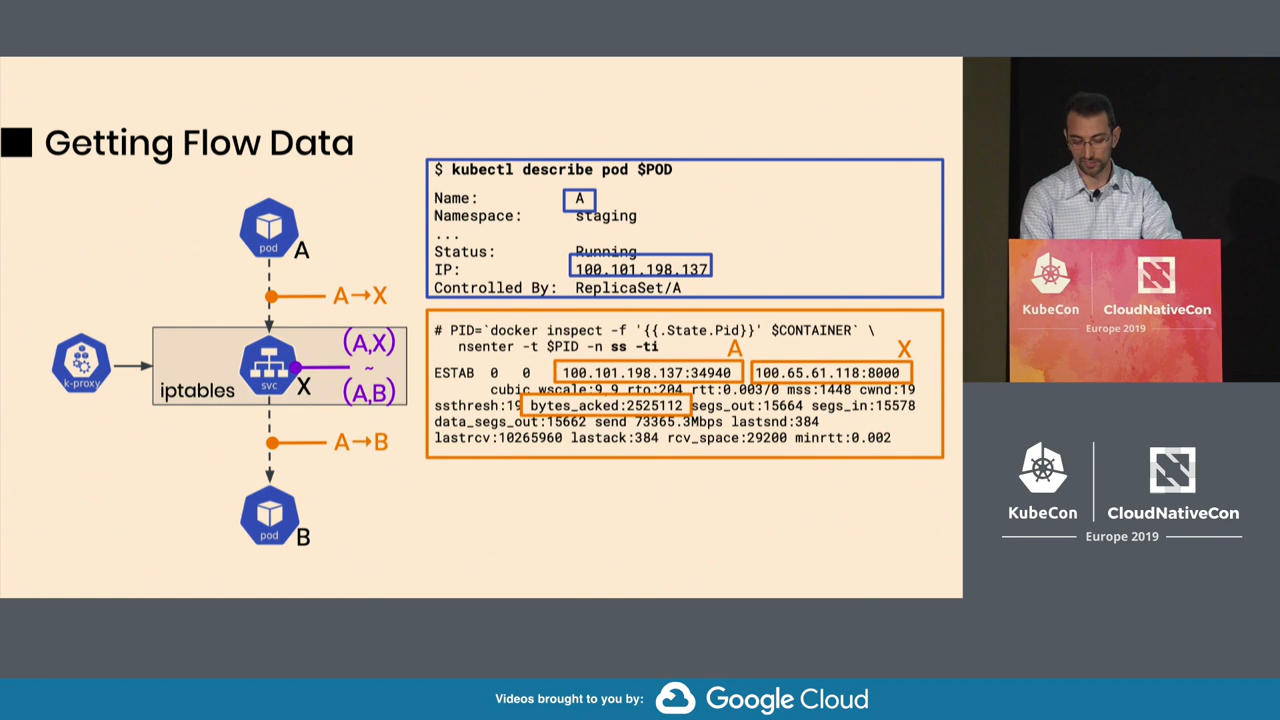 Getting Flow Data
pod
A
A→X
k-proxy
iptables
svc
X
(A,X)
~
(A,B)
A→B
pod
B
$ kubectl describe pod $POD
Name: A
Namespace: staging
...
Status: Running
IP: 100.101.198.137
Controlled By: ReplicaSet/A
# PID=`docker inspect -f '{{.State.Pid}}' $CONTAINER` \
nsenter -t $PID -n ss -ti
A X
ESTAB 0 0 100.101.198.137:34940 100.65.61.118:8000
cubic wscale:9,9 rto:204 rtt:0.003/0 mss:1448 cwnd:19
ssthresh:19 bytes_acked:2525112 segs_out:15664 segs_in:15578
data_segs_out:15662 send 73365.3Mbps lastsnd:384
lastrcv:10265960 lastack:384 rcv_space:29200 minrtt:0.002
KubeCon CloudNativeCon
Europe 2019
KubeCon CloudNativeCon
Europe 2019
Videos brought to you by: Google Cloud